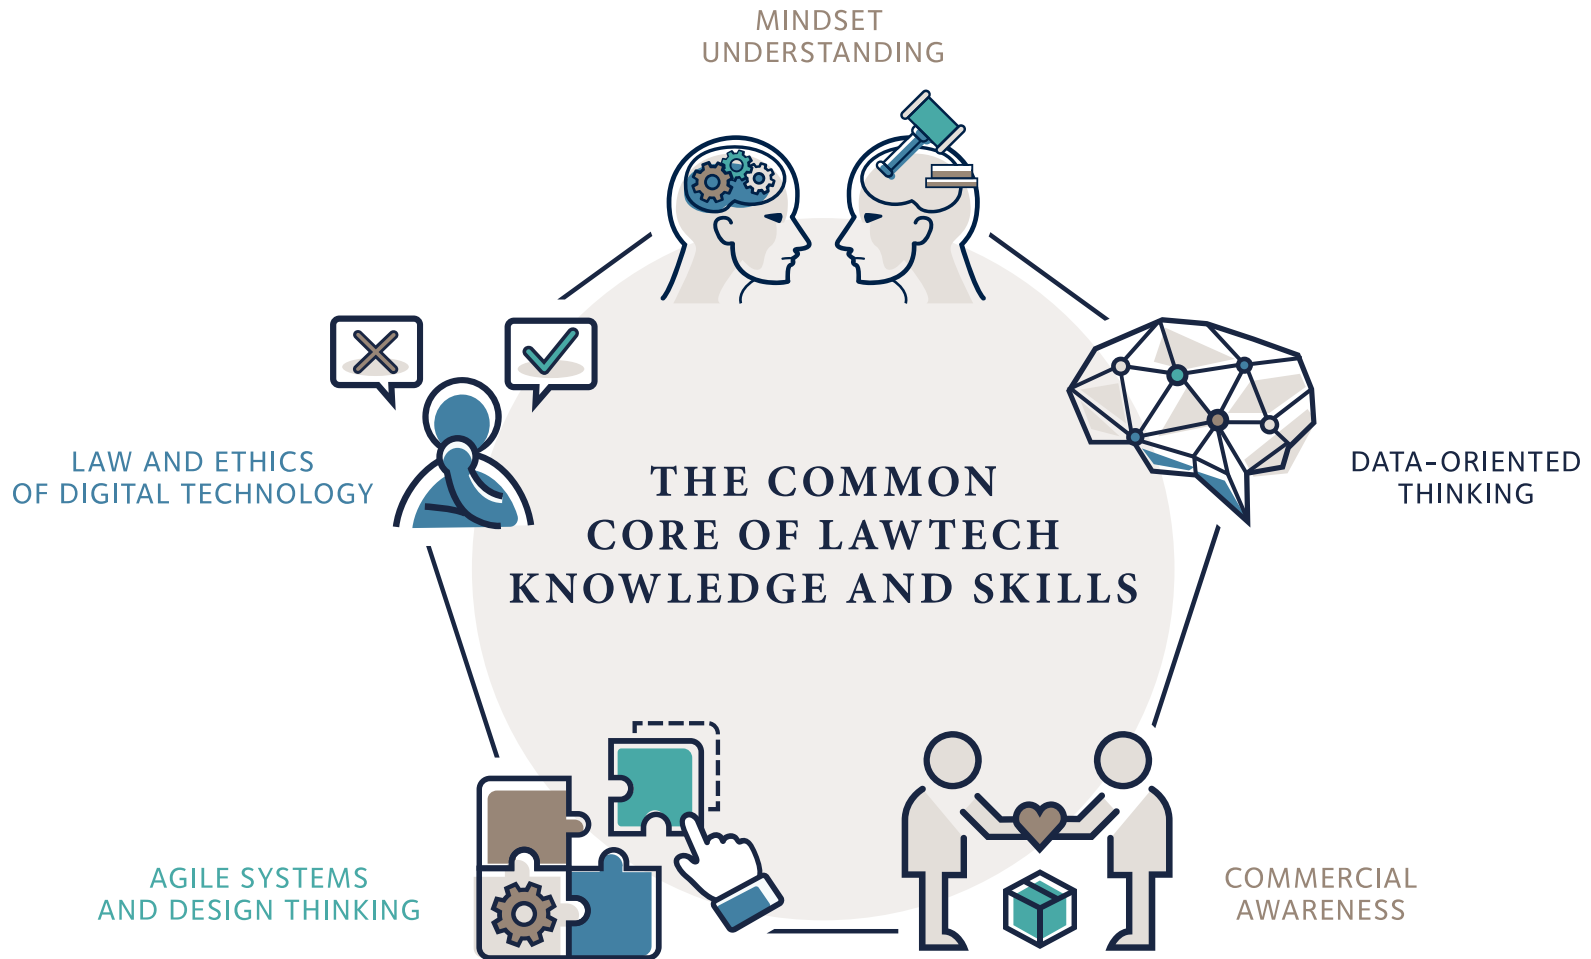 MINDSET
UNDERSTANDING
LAW AND ETHICS
OF DIGITAL TECHNOLOGY
THE COMMON
CORE OF LAWTECH
KNOWLEDGE AND SKILLS
DATA-ORIENTED
THINKING
AGILE SYSTEMS
AND DESIGN THINKING
COMMERCIAL
AWARENESS